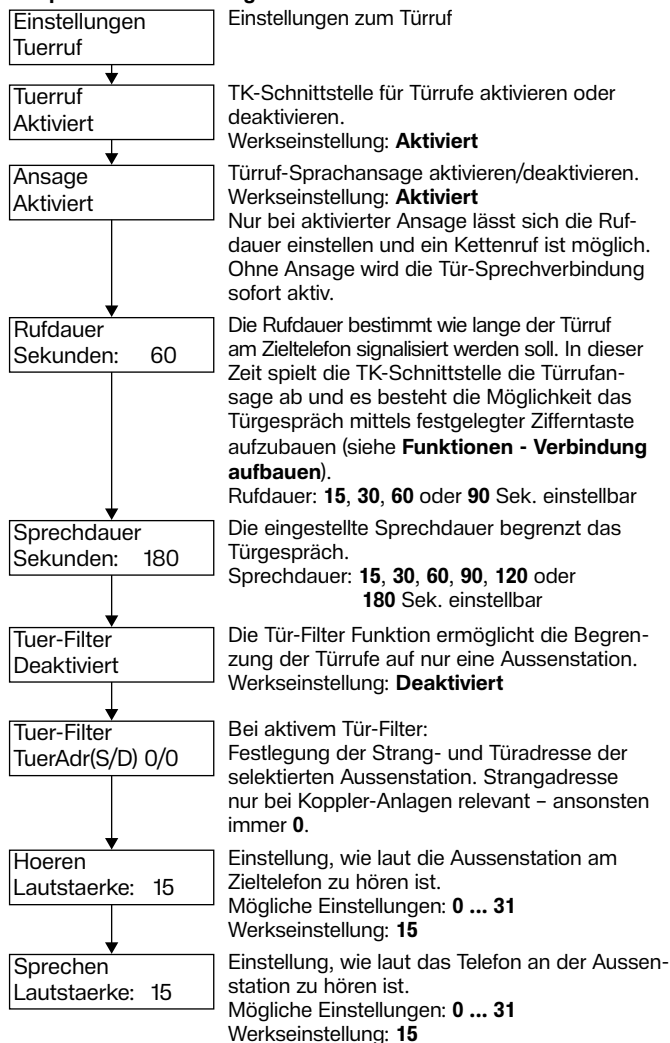 Einstellungen
Tuerruf
Einstellungen zum Türruf
Tuerruf
Aktiviert
TK-Schnittstelle für Türrufe aktivieren oder
deaktivieren.
Werkseinstellung: Aktiviert
Ansage
Aktiviert
Türruf-Sprachansage aktivieren/deaktivieren.
Werkseinstellung: Aktiviert
Nur bei aktivierter Ansage lässt sich die Ruf-
dauer einstellen und ein Kettenruf ist möglich.
Ohne Ansage wird die Tür-Sprechverbindung
sofort aktiv.
Rufdauer
Sekunden: 60
Die Rufdauer bestimmt wie lange der Türruf
am Zieltelefon signalisiert werden soll. In dieser
Zeit spielt die TK-Schnittstelle die Türrufan-
sage ab und es besteht die Möglichkeit das
Türgespräch mittels festgelegter Zifferntaste
aufzubauen (siehe Funktionen - Verbindung
aufbauen).
Rufdauer: 15, 30, 60 oder 90 Sek. einstellbar
Sprechdauer
Sekunden: 180
Die eingestellte Sprechdauer begrenzt das
Türgespräch.
Sprechdauer: 15, 30, 60, 90, 120 oder
180 Sek. einstellbar
Tuer-Filter
Deaktiviert
Die Tür-Filter Funktion ermöglicht die Begren-
zung der Türrufe auf nur eine Aussenstation.
Werkseinstellung: Deaktiviert
Tuer-Filter
TuerAdr(S/D) 0/0
Bei aktivem Tür-Filter:
Festlegung der Strang- und Türadresse der
selektierten Aussenstation. Strangadresse
nur bei Koppler-Anlagen relevant – ansonsten
immer 0.
Hoeren
Lautstaerke: 15
Einstellung, wie laut die Aussenstation am
Zieltelefon zu hören ist.
Mögliche Einstellungen: 0 ... 31
Werkseinstellung: 15
Sprechen
Lautstaerke: 15
Einstellung, wie laut das Telefon an der Aussen-
station zu hören ist.
Mögliche Einstellungen: 0 ... 31
Werkseinstellung: 15